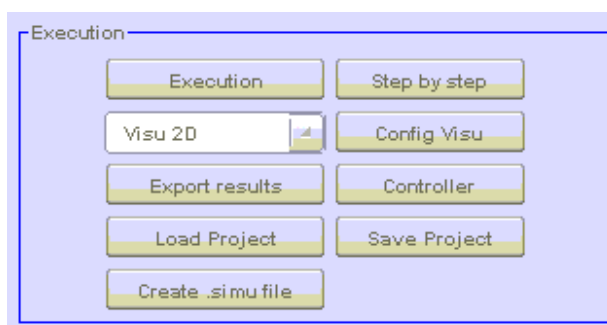 Execution
Execution Step by step
Visu 2D Config Visu
Export results Controller
Load Project Save Project
Create .simu file